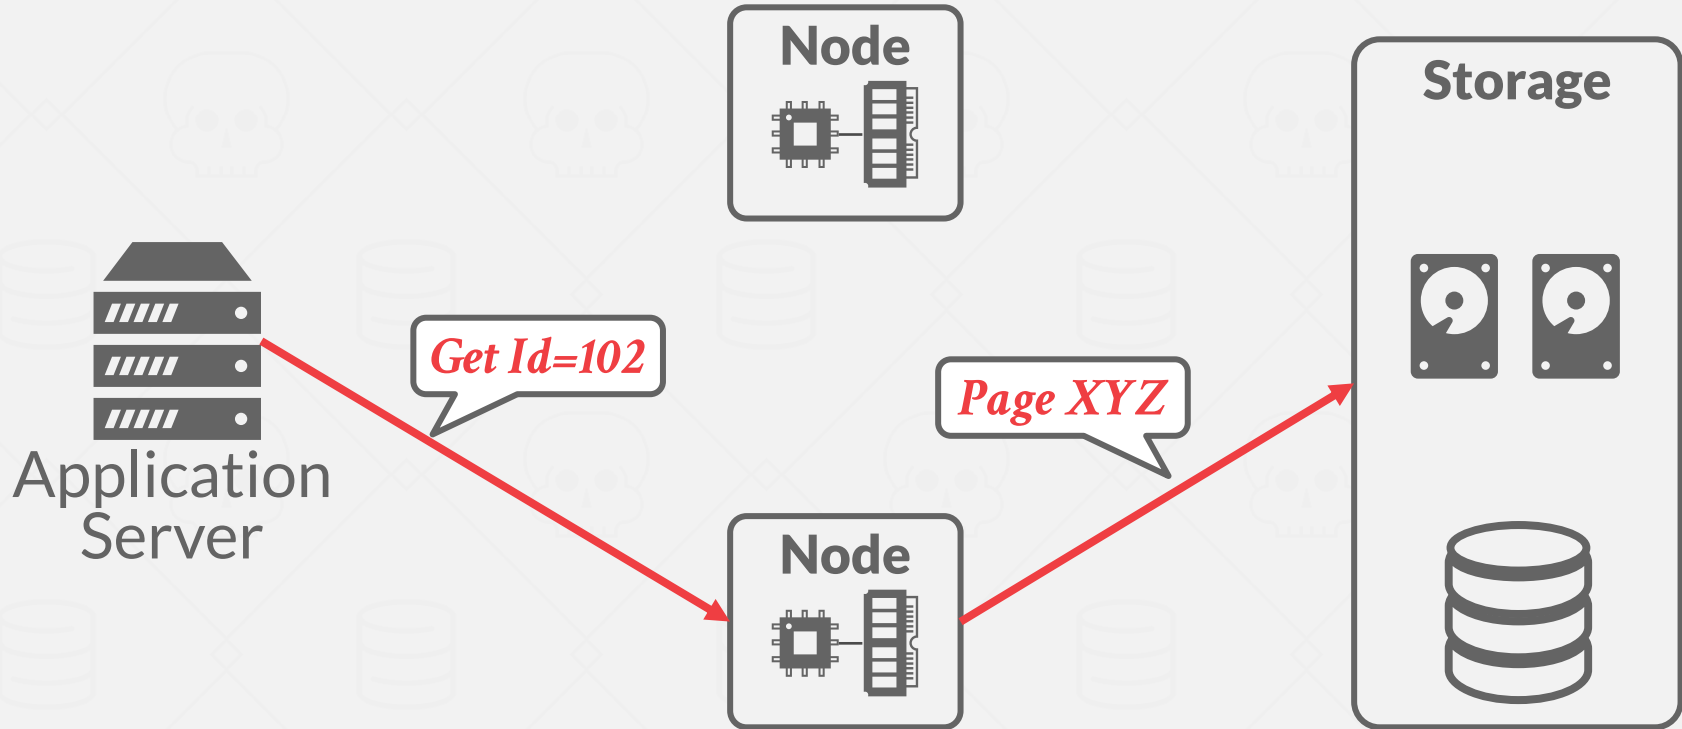 Node
Storage
Get Id=102
Page XYZ
Application
Server
Node